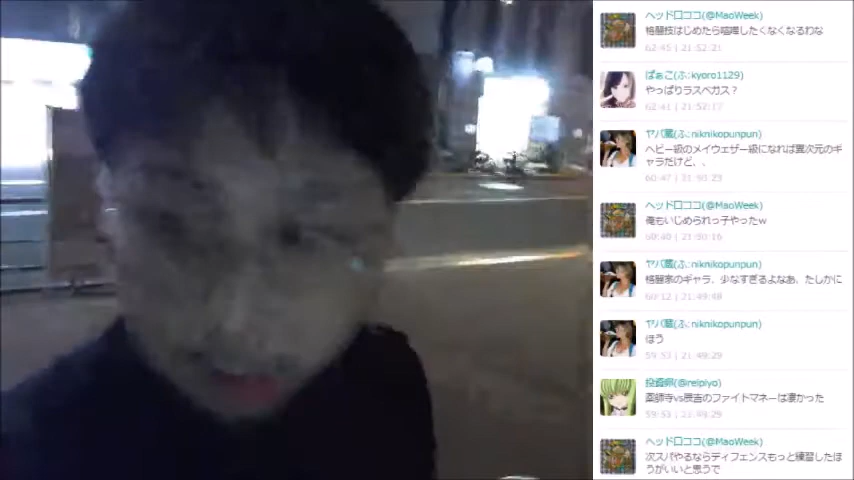 ヘッドロココ(@MaoWeek)
格闘技はじめたら喧嘩したくなくなるわな
62:45 | 21:52:21
ぱぁこ(ふ:kyoro1129)
やっぱりラスベガス？
62:41 | 21:52:17
ヤバ蔵(ふ:niknikopunpun)
ヘビー級のメイウェザー級になれば異次元のギ
ャラだけど、、
60:47 |
ヘッドロココ(@MaoWeek)
俺もいじめられっ子やったw
60:40 | 21:50:16
ヤバ蔵(ふ:niknikopunpun)
格闘家のギャラ、少なすぎるよなあ、たしかに
60:12 | 21:49:48
ヤバ蔵(ふ:niknikopunpun)
ほう
59:53 | 21:49:29
(@reipiyo)
薬師寺vs辰吉のファイトマネーは凄かった
59:53 | 21:49:29
ヘッドロココ(@MaoWeek)
次スパやるならディフェンスもっと練習したほ
うがいいと思うで